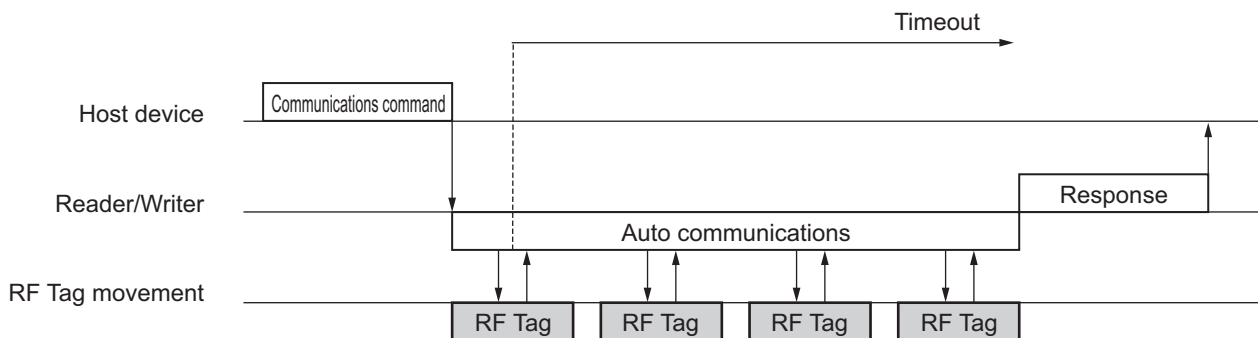 Timeout
Communications command
Host device
Response
Reader/Writer
Auto communications
RF Tag movement
RF Tag RF Tag RF Tag RF Tag